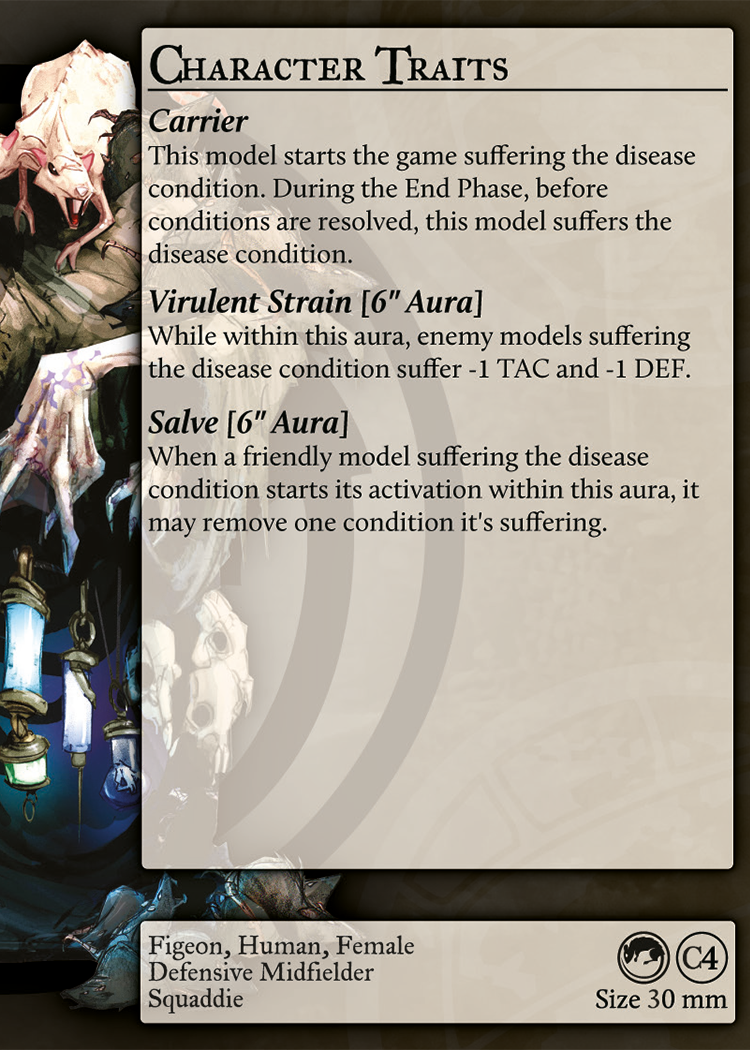 Character Traits
Carrier
This model starts the game suffering the disease
condition. During the End Phase, before
conditions are resolved, this model suffers the
disease condition.
Virulent Strain [6" Aura]
While within this aura, enemy models suffering
the disease condition suffer -1 TAC and -1 DEF.
Salve [6" Aura]
When a friendly model suffering the disease
condition starts its activation within this aura, it
may remove one condition it's suffering.
Figeon, Human, Female
Defensive Midfielder
Squaddie
C4
Size 30 mm